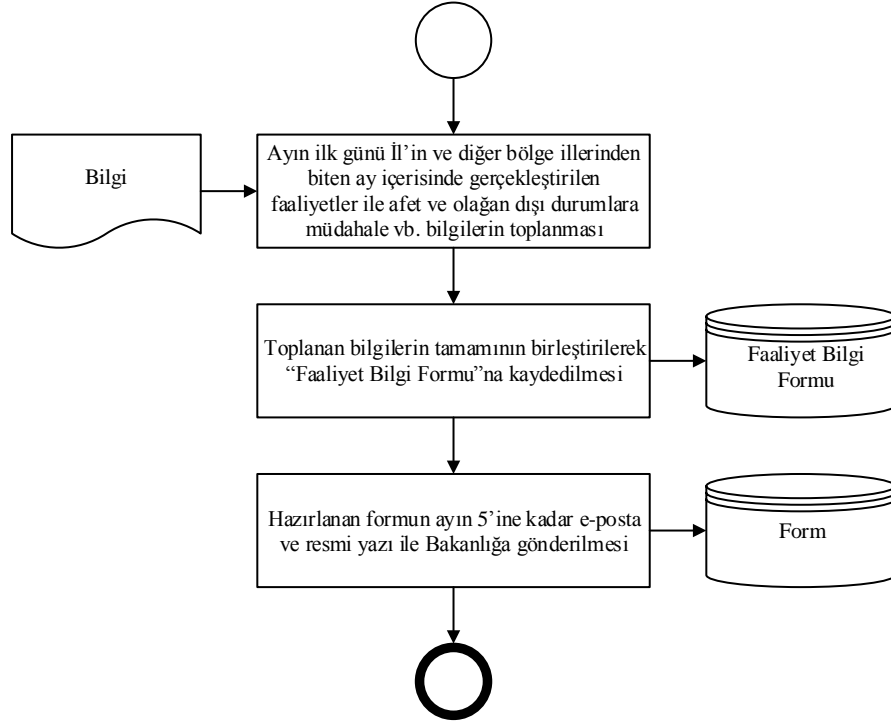 Bilgi
Ayın ilk günü İl’in ve diğer bölge illerinden
biten ay içerisinde gerçekleştirilen
faaliyetler ile afet ve olağan dışı durumlara
müdahale vb. bilgilerin toplanması
Toplanan bilgilerin tamamının birleştirilerek
“Faaliyet Bilgi Formu”na kaydedilmesi
Faaliyet Bilgi
Formu
Hazırlanan formun ayın 5’ine kadar e-posta
ve resmi yazı ile Bakanlığa gönderilmesi
Form